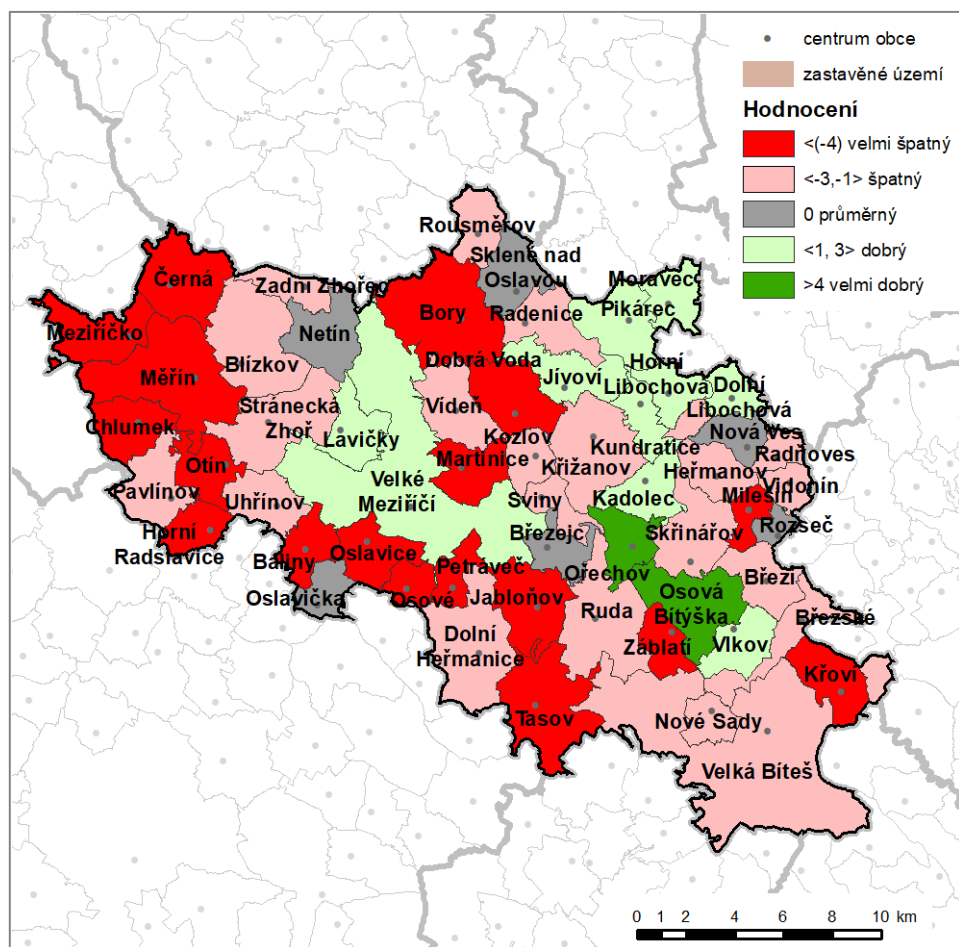 centrum obce
zastavěné území
Hodnocení
<(-4) velmi špatný
<-3,-1> špatný
0 průměrný
<1, 3> dobrý
>4 velmi dobrý
Rousměrov
Sklené nad
Oslavou
Černá
Zadní Zhořec
Moravec
Pikárec
Meziříčko
Netín
Bory
Radenice
Měřín
Blízkov
Dobrá Voda
Jívoví
Horní
Libochová
Dolní
Libochová
Stránecká
Zhoř
Vídeň
Chlumek
Lavičky
Kozlov
Kundratice
Nová Ves
Radňoves
Otín
Martinice
Křižanov
Heřmanov
Vidonín
Pavlínov
Uhřínov
Velké
Meziříčí
Sviny
Kadolec
Milešín
Rozseč
Horní
Radslavice
Baliny
Oslavice
Březejc
Skřinářov
Oslavička
Osové
Petráveč
Jabloňov
Ořechov
Osová
Bítýška
Březí
Březské
Dolní
Heřmanice
Ruda
Záblatí
Vlkov
Křoví
Tasov
Nové Sady
Velká Bíteš
0 1 2 4 6 8 10 km